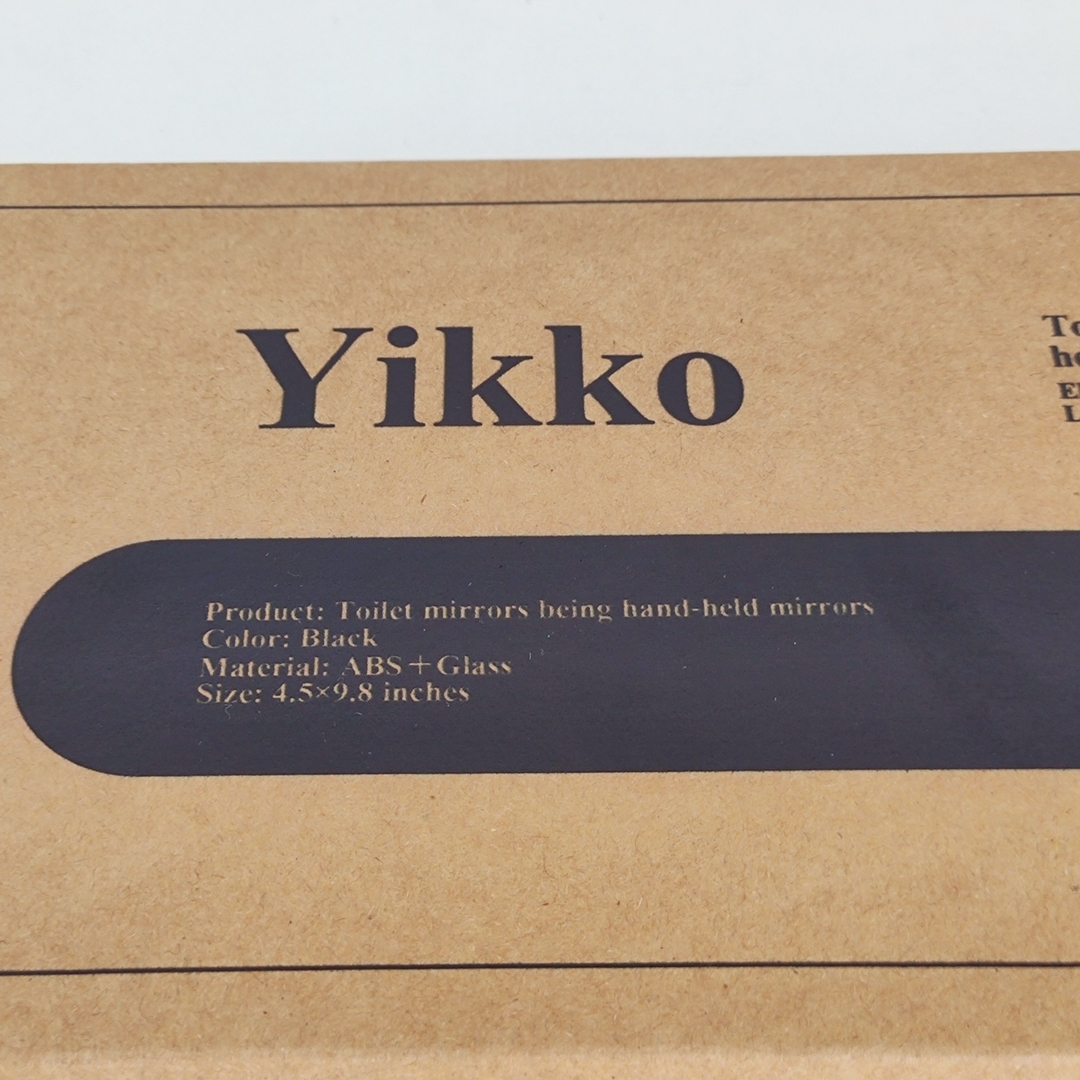 Yikko
Product: Toilet mirrors being hand-held mirrors
Color: Black
Material: ABS+Glass
Size: 4.5×9.8 inches